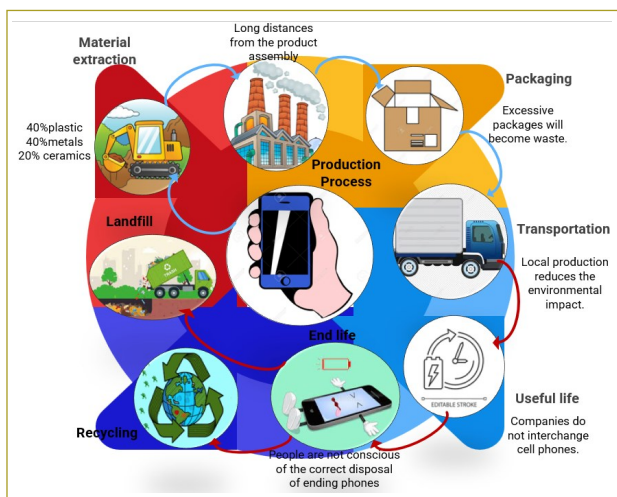 Long distances
from the product
assembly
Material
extraction
40%plastic
40%metals
20% ceramics
Production
Process
Packaging
Excessive
packages will
become waste.
Transportation
Local production
reduces the
environmental
impact.
Useful life
Companies do
not interchange
cell phones.
EDITABLE STROKE
End life
People are not conscious
of the correct disposal
of ending phones
Recycling
Landfill